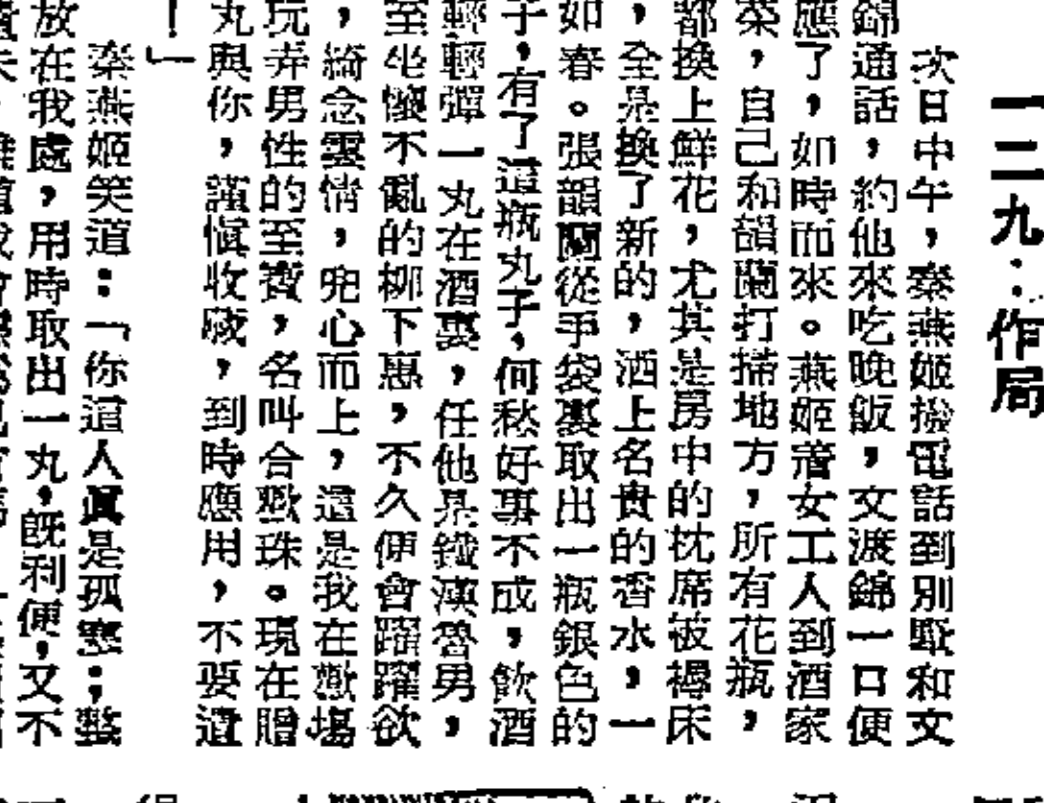 一二九：作局
次日中午，秦燕姬撥電話到別墅和文
錦通話，約他來吃晚飯，文渡錦一口便
應了，如時而來。燕姬着女工人到酒家
菜，自己和韻蘭打掃地方，所有花瓶，
都換上鮮花，尤其是房中的枕席被褥床
，全是換了新的，洒上名貴的香水，一
如春。張韻蘭從手袋裏取出一瓶銀色的
子，有了這瓶丸子，何愁好事不成，飲酒
輕輕彈一丸在酒裏，任他是鐵漢魯男，
至坐懷不亂的柳下惠，不久便會躍躍欲
，綺念雲情，兜心而上，這是我在歡場
玩弄男性的至寶，名叫合歡珠。現在贈
丸與你，謹愼收藏，到時應用，不要遺
！」
秦燕姬笑道：「你這人眞是孤寒；整
放在我處，用時取出一丸，旣利便，又不